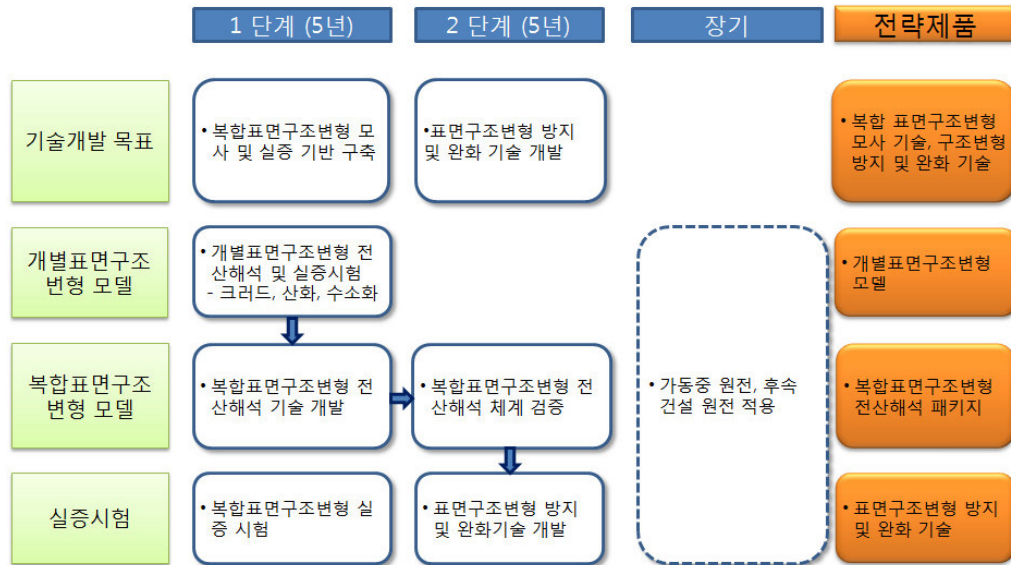 1 단계 (5년)
2 단계 (5년)
장기
전략제품
기술개발 목표
• 복합표면구조변형 모
사 및 실증 기반 구축
•표면구조변형 방지
및 완화 기술 개발
• 복합 표면구조변형
모사 기술, 구조변형
방지 및 완화 기술
개별표면구조
변형 모델
• 개별표면구조변형 전
산해석 및 실증시험
- 크러드, 산화, 수소화
• 개별표면구조변형
모델
복합표면구조
변형 모델
• 복합표면구조변형 전
산해석 기술 개발
• 복합표면구조변형 전
산해석 체계 검증
• 가동중 원전, 후속
건설 원전 적용
• 복합표면구조변형
전산해석 패키지
실증시험
• 복합표면구조변형 실
증 시험
• 표면구조변형 방지
및 완화기술 개발
• 표면구조변형 방지
및 완화 기술